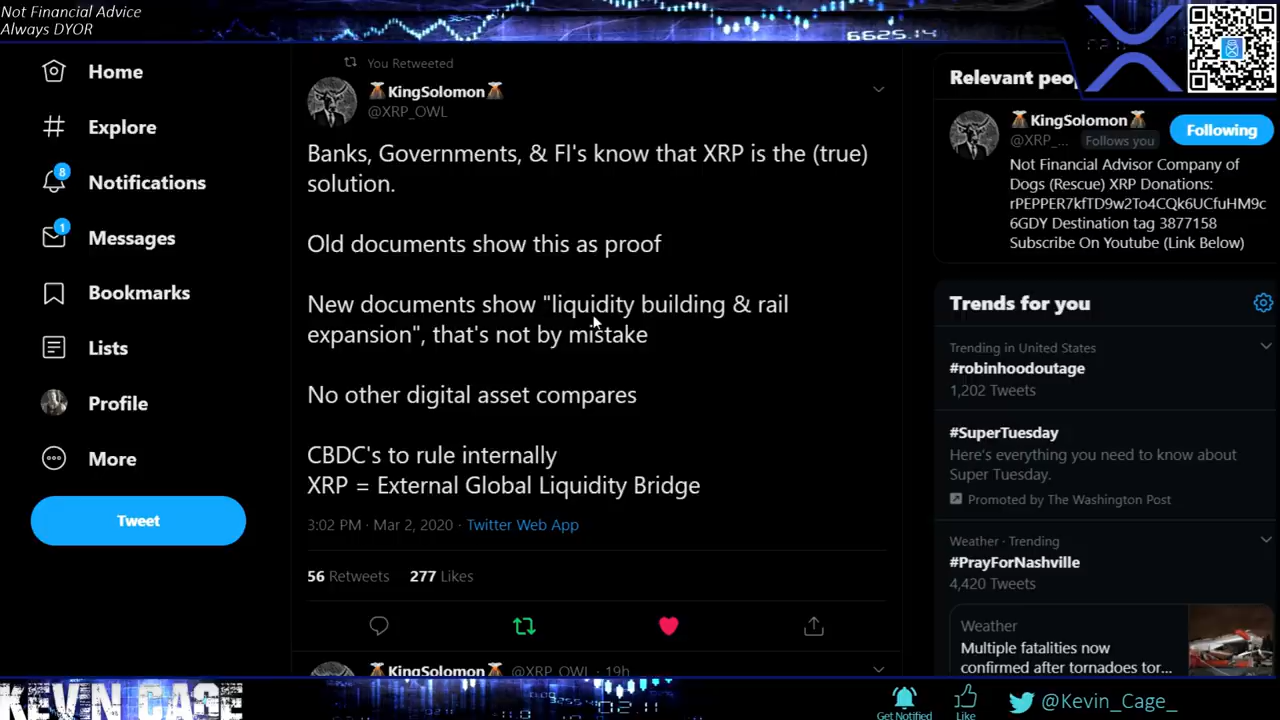 Not Financial Advice
Always DYOR
6625.14
Home
Explore
8
Notifications
1
Messages
Bookmarks
Lists
Profile
More
Tweet
You Retweeted
KingSolomon
@XRP_OWL
Banks, Governments, & FI's know that XRP is the (true)
solution.
Old documents show this as proof
New documents show "liquidity building & rail
expansion", that's not by mistake
No other digital asset compares
CBDC's to rule internally
XRP = External Global Liquidity Bridge
3:02 PM · Mar 2, 2020 · Twitter Web App
56 Retweets 277 Likes
KingSolomon @XRP_OWL · 19h
Relevant peop
KingSolomon
@XRP_... Follows you
Following
Not Financial Advisor Company of
Dogs (Rescue) XRP Donations:
rPEPPER7kfTD9w2To4CQk6UCfuHM9c
6GDY Destination tag 3877158
Subscribe On Youtube (Link Below)
Trends for you
Trending in United States
#robinhoodoutage
1,202 Tweets
#SuperTuesday
Here's everything you need to know about
Super Tuesday.
Promoted by The Washington Post
Weather · Trending
#PrayForNashville
4,420 Tweets
Weather
Multiple fatalities now
confirmed after tornadoes tor...
KEVIN CAGE
Get Notified
Like
@Kevin_Cage_